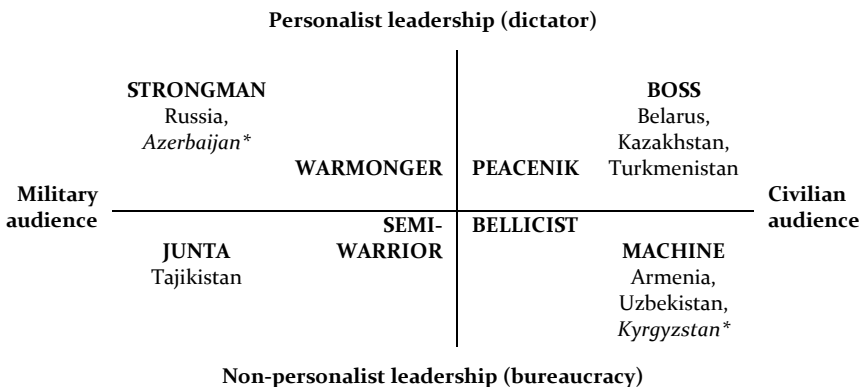 Personalist leadership (dictator)
STRONGMAN
Russia,
Azerbaijan*
BOSS
Belarus,
Kazakhstan,
Turkmenistan
WARMONGER
PEACENIK
Military
audience
Civilian
audience
SEMI-
WARRIOR
BELLICIST
JUNTA
Tajikistan
MACHINE
Armenia,
Uzbekistan,
Kyrgyzstan*
Non-personalist leadership (bureaucracy)